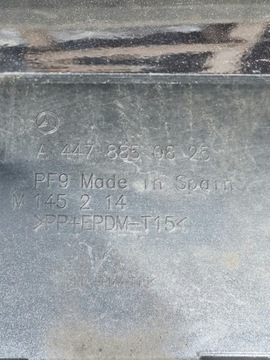 A 447 885 08 25
PF9 Made in Spain
M 145 2 14
>PP+EPDM-T15<